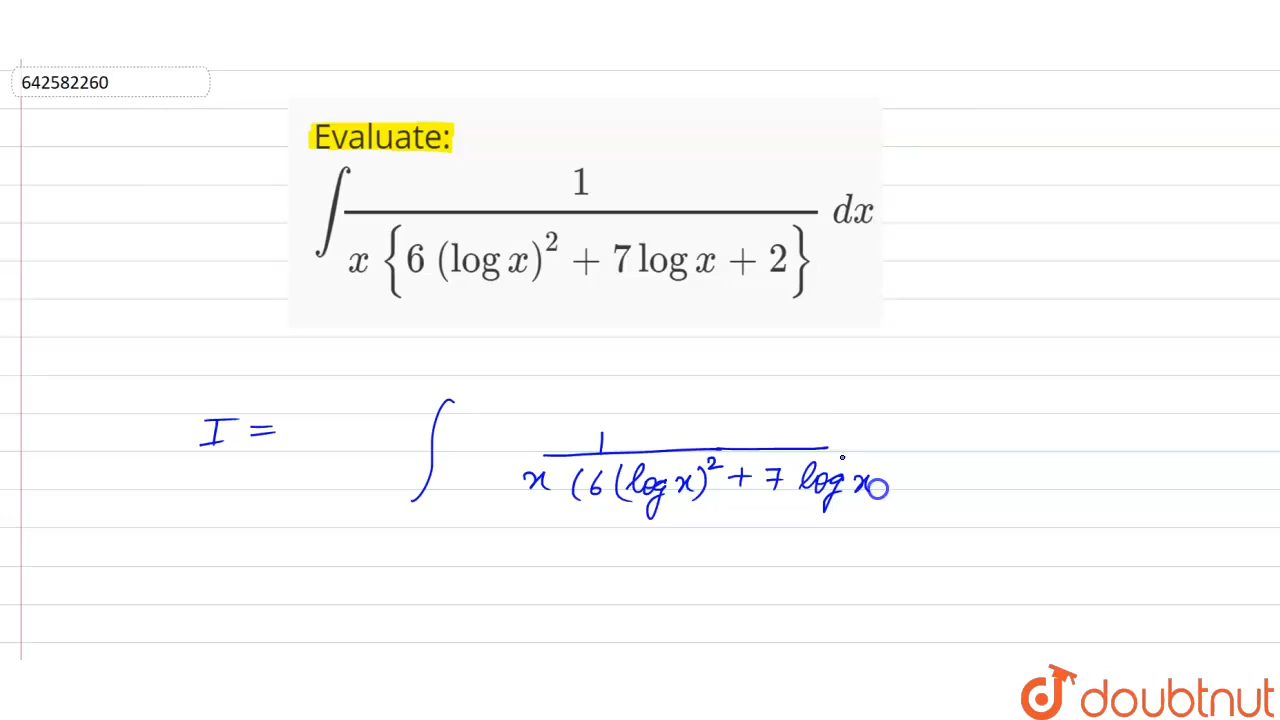 642582260
Evaluate:
∫ 1 / x {6 (log x)² + 7 log x + 2} dx
I = ∫ 1 / x (6 (log x)² + 7 log x
doubtnut